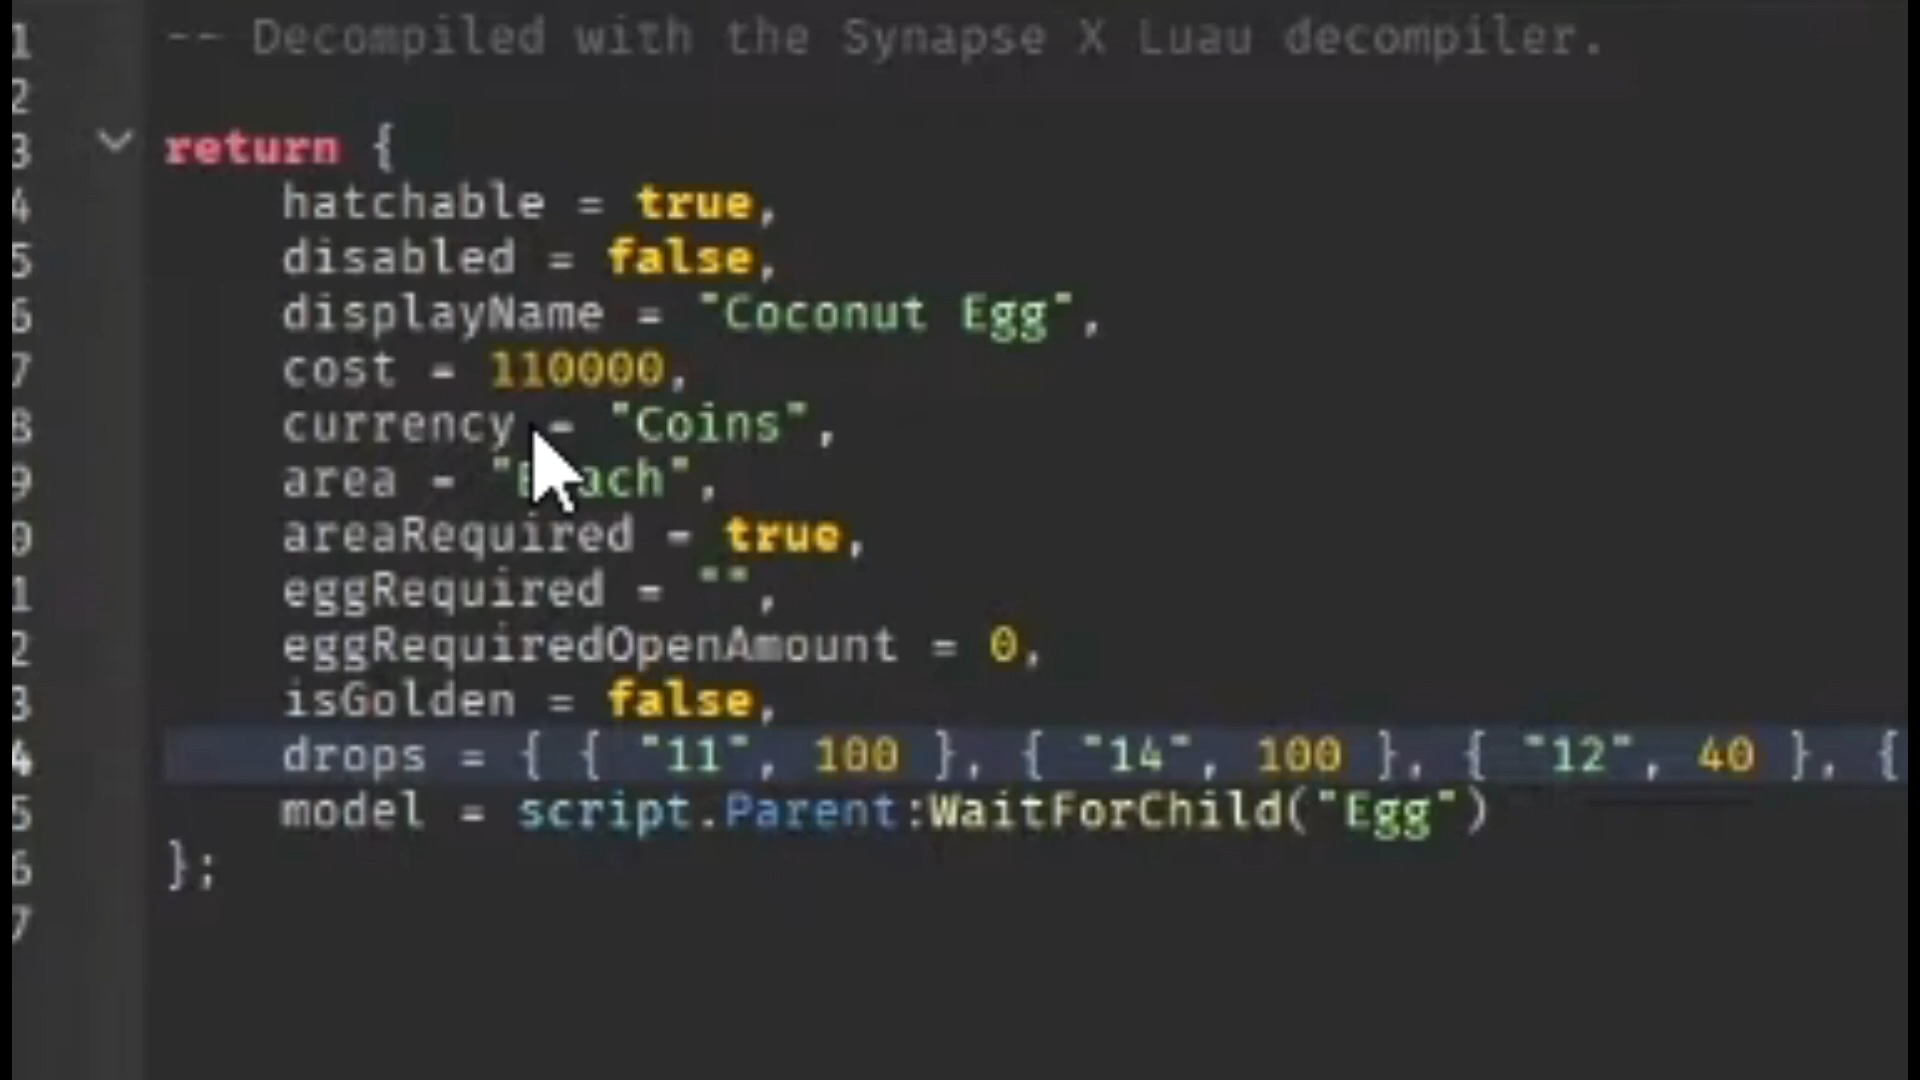 1 -- Decompiled with the Synapse X Luau decompiler.
2
3 return {
4 hatchable = true,
5 disabled = false,
6 displayName = "Coconut Egg",
7 cost = 110000,
8 currency = "Coins",
9 area = " ach",
0 areaRequired = true,
1 eggRequired = "",
2 eggRequiredOpenAmount = 0,
3 isGolden = false,
4 drops = { { "11", 100 }, { "14", 100 }, { "12", 40 }, {
5 model = script.Parent:WaitForChild("Egg")
6 };
7